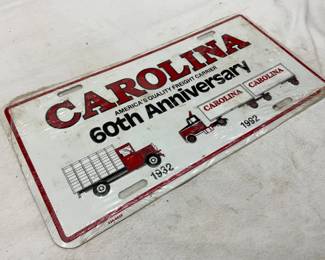 CAROLINA
AMERICA'S QUALITY FREIGHT CARRIER
60th Anniversary
CAROLINA CAROLINA
1932 1992